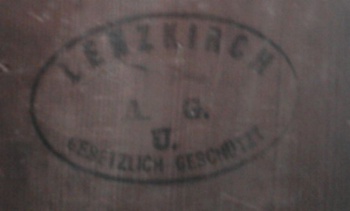 LENZKIRCH
A. G.
U.
GESETZLICH GESCHÜTZT